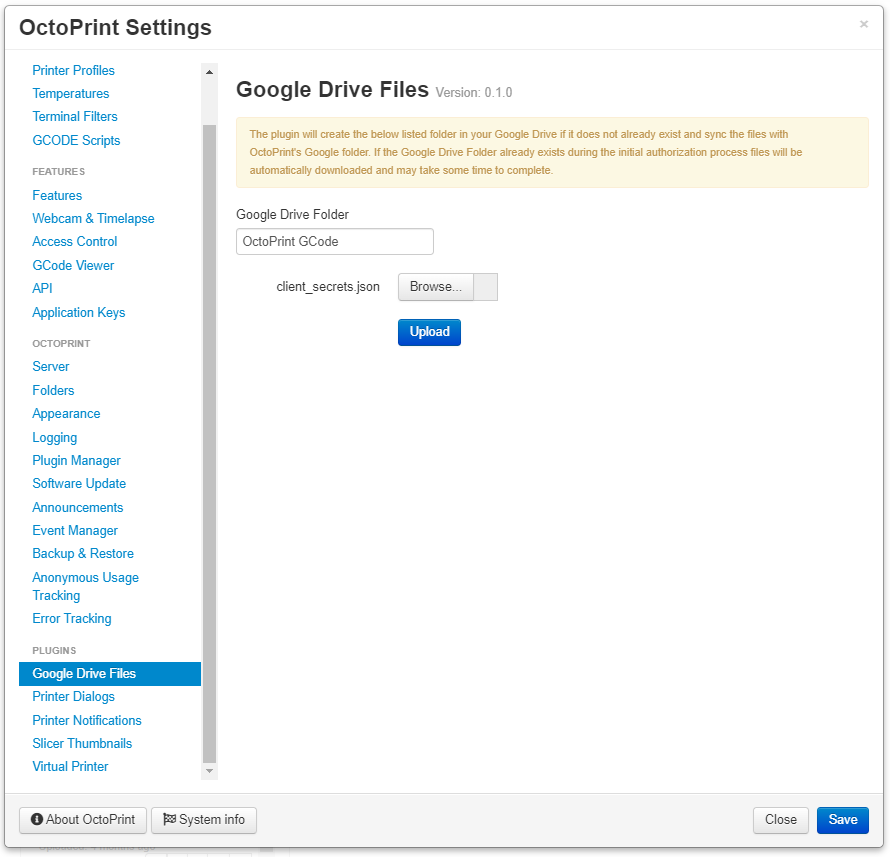 OctoPrint Settings
×
Printer Profiles
Temperatures
Terminal Filters
GCODE Scripts
FEATURES
Features
Webcam & Timelapse
Access Control
GCode Viewer
API
Application Keys
OCTOPRINT
Server
Folders
Appearance
Logging
Plugin Manager
Software Update
Announcements
Event Manager
Backup & Restore
Anonymous Usage
Tracking
Error Tracking
PLUGINS
Google Drive Files
Printer Dialogs
Printer Notifications
Slicer Thumbnails
Virtual Printer
Google Drive Files Version: 0.1.0
The plugin will create the below listed folder in your Google Drive if it does not already exist and sync the files with
OctoPrint's Google folder. If the Google Drive Folder already exists during the initial authorization process files will be
automatically downloaded and may take some time to complete.
Google Drive Folder
OctoPrint GCode
client_secrets.json Browse...
Upload
About OctoPrint System info Close Save